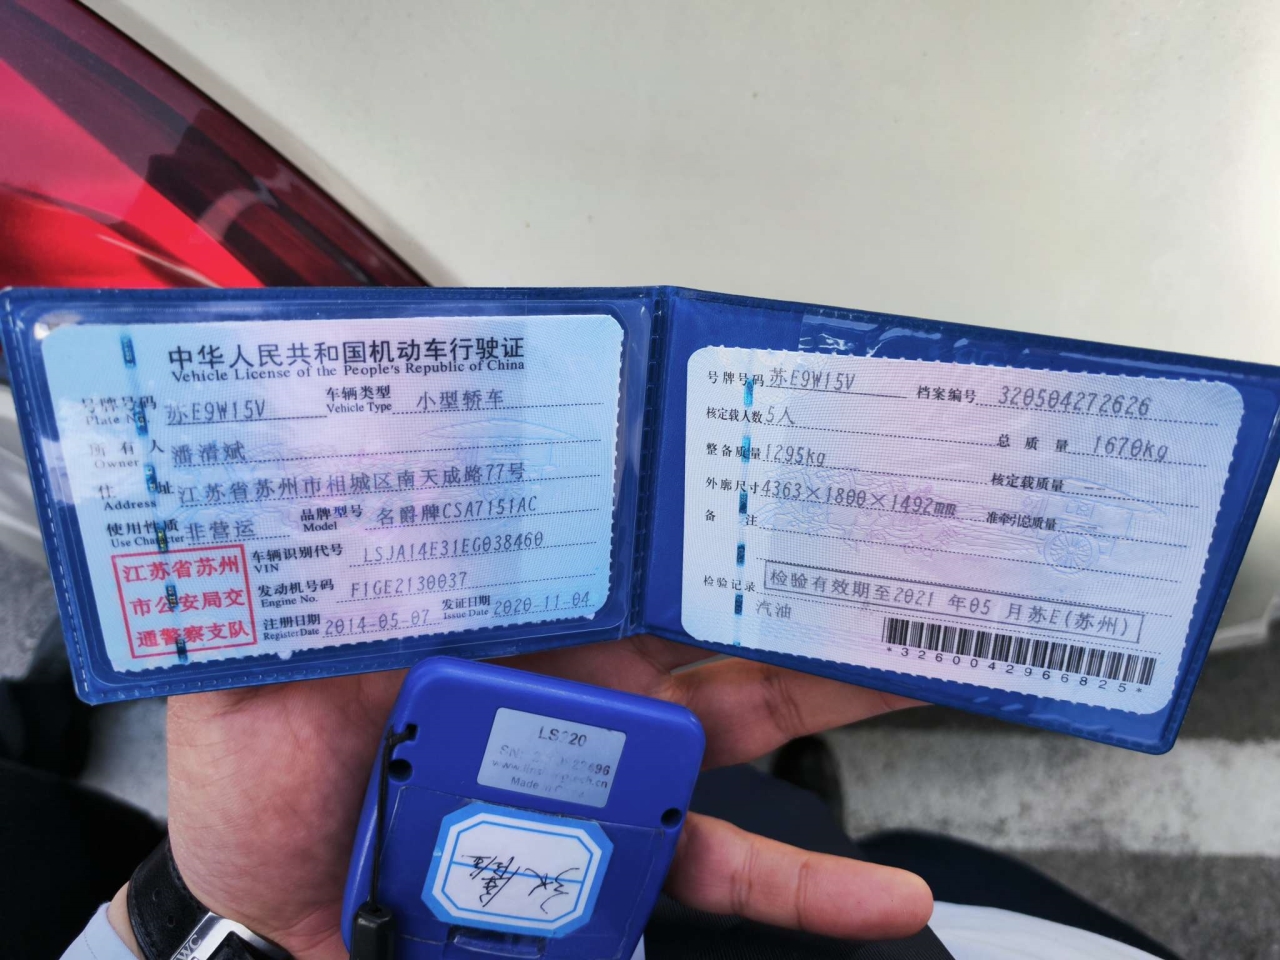 中华人民共和国机动车行驶证
Vehicle License of the People's Republic of China
号牌号码 苏E9W15V 车辆类型 小型轿车
Plate No. Vehicle Type
所有人 潘滑斌
Owner
住址 江苏省苏州市相城区南天成路77号
Address
使用性质 非营运 品牌型号 名爵牌CSA7151AC
Use Character Model
江苏省苏州
市公安局交
通警察支队
车辆识别代号 LSJA14E31EG038460
VIN
发动机号码 F1GE2130037
Engine No.
注册日期 2014-05-07 发证日期 2020-11-04
Register Date Issue Date
号牌号码 苏E9W15V 档案编号 320504272626
核定载人数 5人 总质量 1670kg
整备质量 1295kg 核定载质量
外廓尺寸 4363×1800×1492mm 准牵引总质量
备注
检验记录 检验有效期至2021年05月苏E(苏州)
汽油
*3260042966825*
Made in